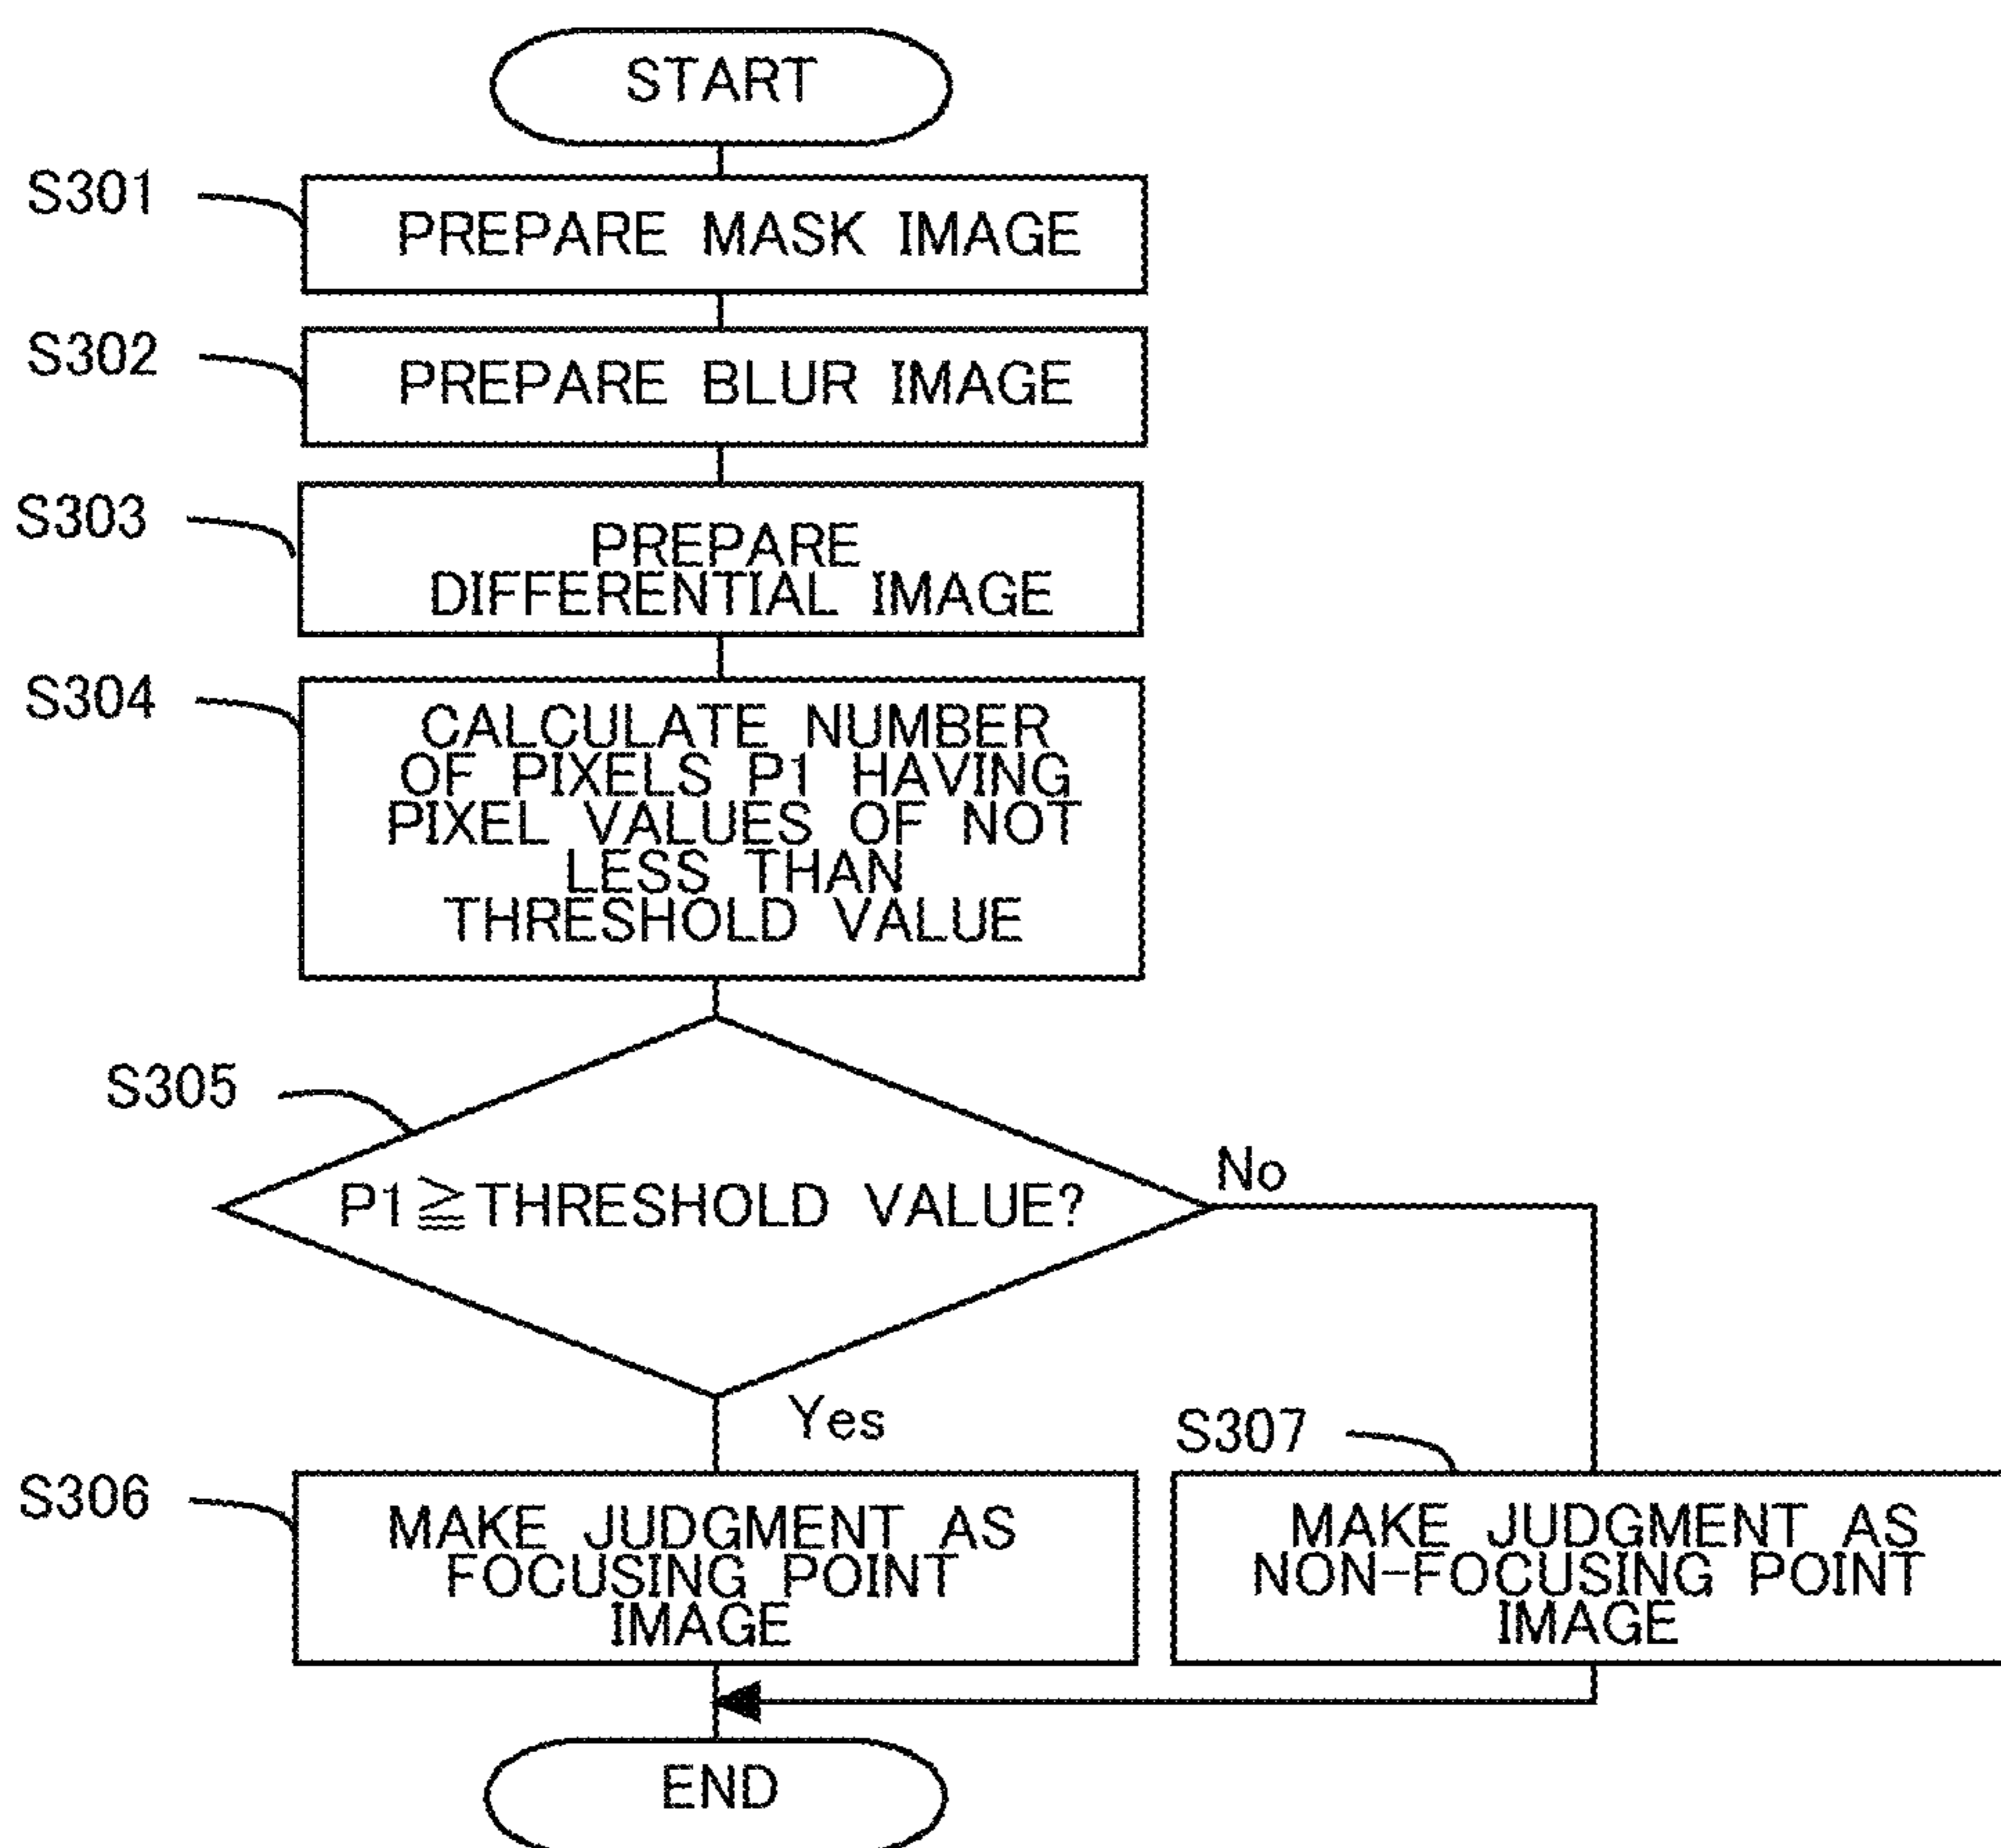 START
S301
PREPARE MASK IMAGE
S302
PREPARE BLUR IMAGE
S303
PREPARE
DIFFERENTIAL IMAGE
S304
CALCULATE NUMBER
OF PIXELS P1 HAVING
PIXEL VALUES OF NOT
LESS THAN
THRESHOLD VALUE
S305
P1≧THRESHOLD VALUE?
No
Yes
S306
MAKE JUDGMENT AS
FOCUSING POINT
IMAGE
S307
MAKE JUDGMENT AS
NON-FOCUSING POINT
IMAGE
END